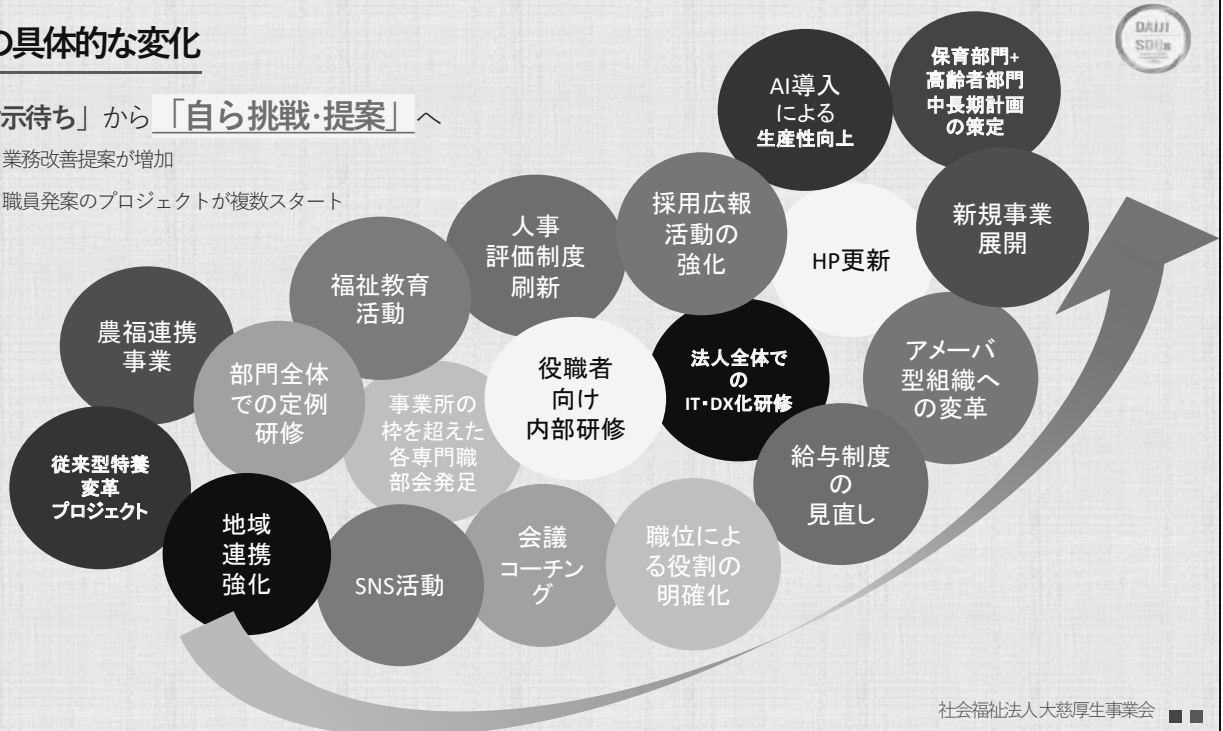 の具体的な変化
示待ち」から「自ら挑戦・提案」へ
業務改善提案が増加
職員発案のプロジェクトが複数スタート
DAIJI
SDGs
保育部門+
高齢者部門
中長期計画
の策定
AI導入
による
生産性向上
採用広報
活動の
強化
新規事業
展開
人事
評価制度
刷新
HP更新
福祉教育
活動
農福連携
事業
部門全体
での定例
研修
事業所の
枠を超えた
各専門職
部会発足
役職者
向け
内部研修
法人全体で
の
IT・DX化研修
アメーバ
型組織へ
の変革
従来型特養
変革
プロジェクト
給与制度
の
見直し
地域
連携
強化
SNS活動
会議
コーチン
グ
職位によ
る役割の
明確化
社会福祉法人大慈厚生事業会